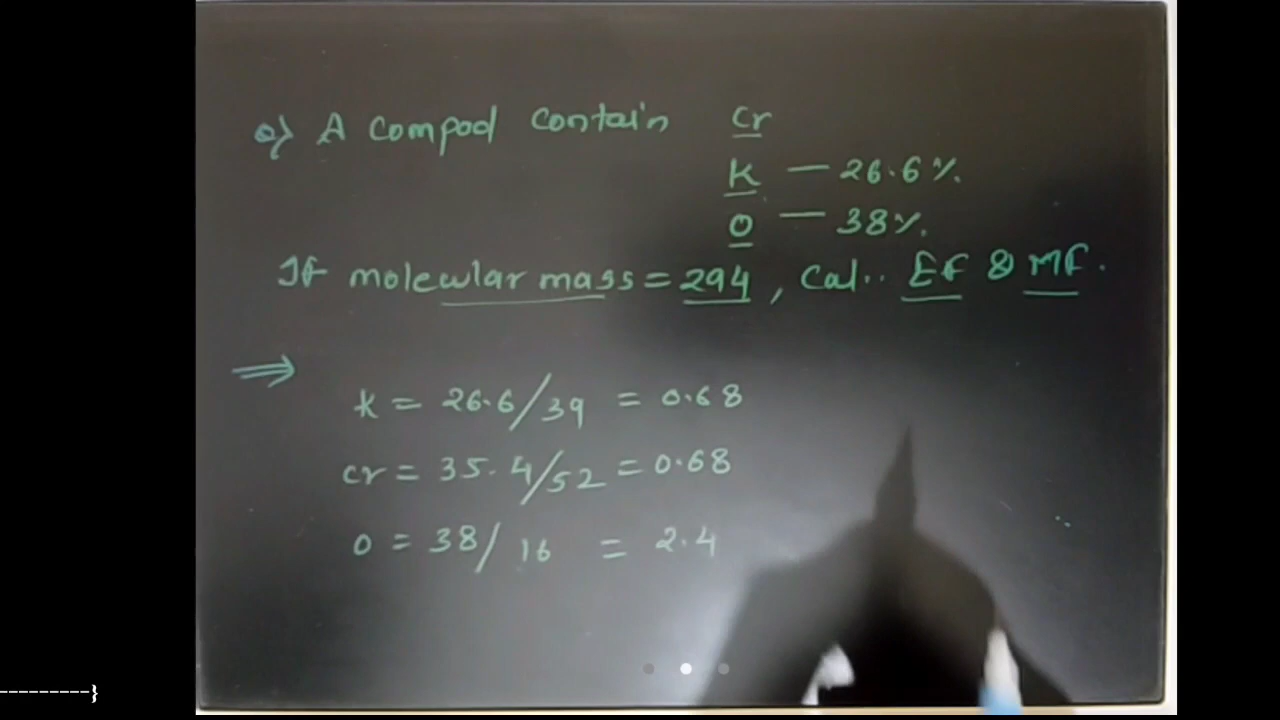 Q) A Compod Contain Cr
K — 26.6%.
O — 38%.
If molecular mass = 294, Cal.. EF & MF.
⇒
K = 26.6/39 = 0.68
Cr = 35.4/52 = 0.68
O = 38/16 = 2.4
---------}